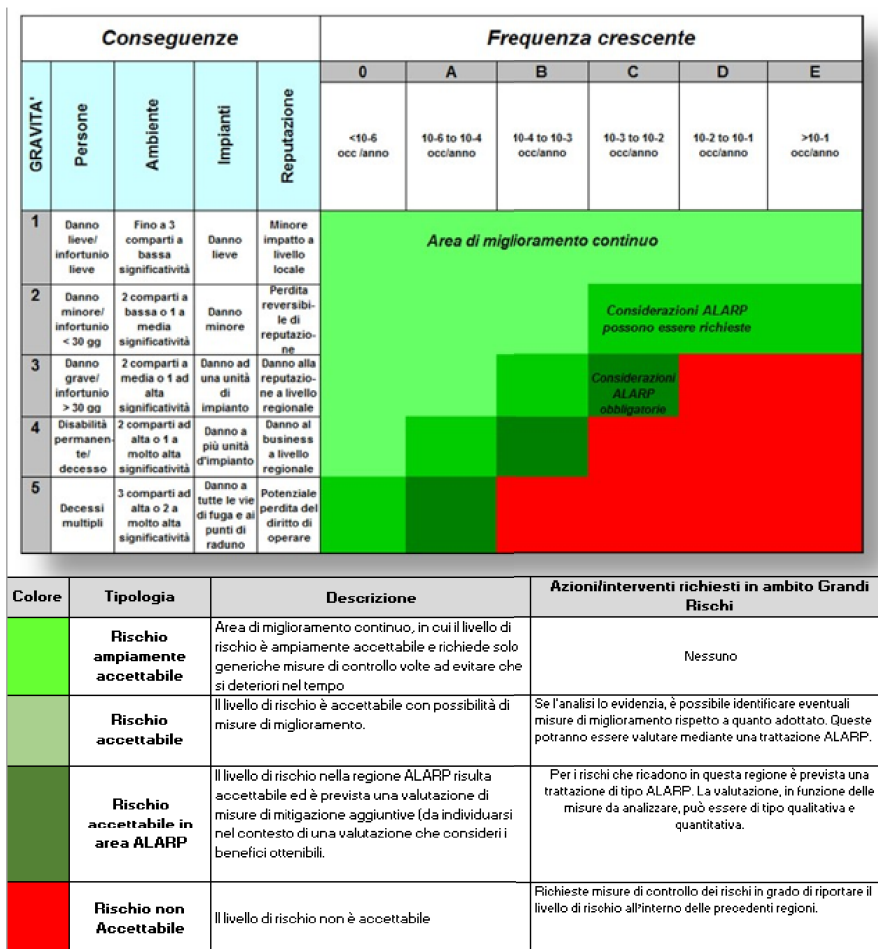 Conseguenze
Frequenza crescente
GRAVITA'
Persone
Ambiente
Impianti
Reputazione
0
A
B
C
D
E
<10-6
occ /anno
10-6 to 10-4
occ/anno
10-4 to 10-3
occ/anno
10-3 to 10-2
occ/anno
10-2 to 10-1
occ/anno
>10-1
occ/anno
1
Danno
lieve/
infortunio
lieve
Fino a 3
comparti a
bassa
significatività
Danno
lieve
Minore
impatto a
livello
locale
Area di miglioramento continuo
2
Danno
minore/
infortunio
< 30 gg
2 comparti a
bassa o 1 a
media
significatività
Danno
minore
Perdita
reversibi-
le di
reputazio-
ne
Considerazioni ALARP
possono essere richieste
3
Danno
grave/
infortunio
> 30 gg
2 comparti a
media o 1 ad
alta
significatività
Danno ad
una unità
di
impianto
Danno alla
reputazio-
ne a livello
regionale
Considerazioni
ALARP
obbligatorie
4
Disabilità
permanen-
te/
decesso
2 comparti ad
alta o 1 a
molto alta
significatività
Danno a
più unità
d'impianto
Danno al
business
a livello
regionale
5
Decessi
multipli
3 comparti ad
alta o 2 a
molto alta
significatività
Danno a
tutte le vie
di fuga e ai
punti di
raduno
Potenziale
perdita del
diritto di
operare
Colore
Tipologia
Descrizione
Azioni/interventi richiesti in ambito Grandi
Rischi
Rischio
ampiamente
accettabile
Area di miglioramento continuo, in cui il livello di
rischio è ampiamente accettabile e richiede solo
generiche misure di controllo volte ad evitare che
si deteriori nel tempo
Nessuno
Rischio
accettabile
Il livello di rischio è accettabile con possibilità di
misure di miglioramento.
Se l'analisi lo evidenzia, è possibile identificare eventuali
misure di miglioramento rispetto a quanto adottato. Queste
potranno essere valutare mediante una trattazione ALARP.
Rischio
accettabile in
area ALARP
Il livello di rischio nella regione ALARP risulta
accettabile ed è prevista una valutazione di
misure di mitigazione aggiuntive (da individuarsi
nel contesto di una valutazione che consideri i
benefici ottenibili.
Per i rischi che ricadono in questa regione è prevista una
trattazione di tipo ALARP. La valutazione, in funzione delle
misure da analizzare, può essere di tipo qualitativa e
quantitativa.
Rischio non
Accettabile
Il livello di rischio non è accettabile
Richieste misure di controllo dei rischi in grado di riportare il
livello di rischio all'interno delle precedenti regioni.